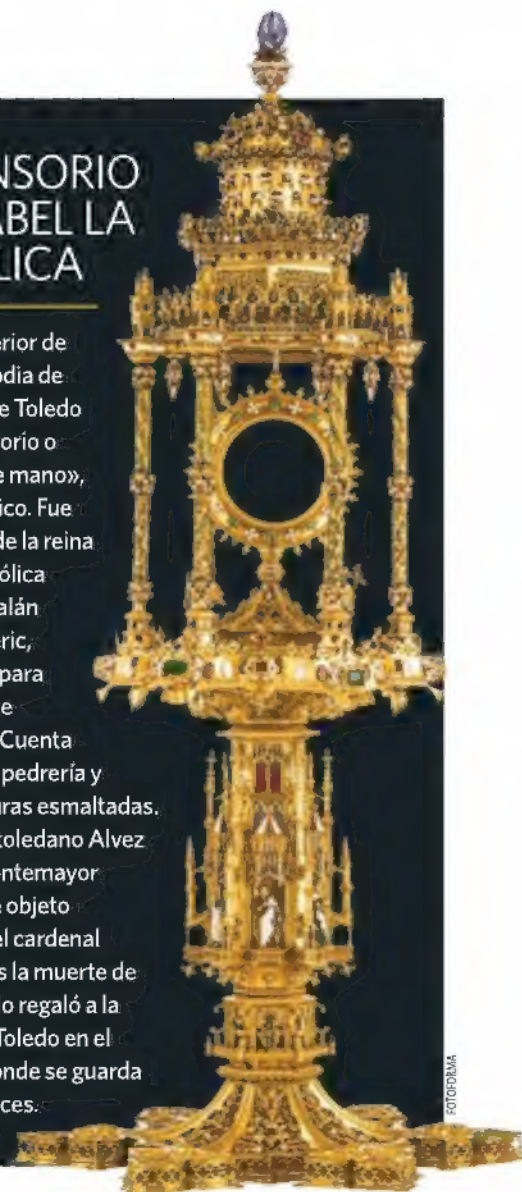 NSORIO
ABEL LA
LICA
erior de
odia de
e Toledo
orio o
e mano»,
ico. Fue
de la reina
ólica
alán
eric,
para
e
Cuenta
pedrería y
uras esmaltadas.
toledano Alvez
ntemayor
e objeto
el cardenal
s la muerte de
lo regaló a la
Toledo en el
onde se guarda
ces.
FOTOFORMA